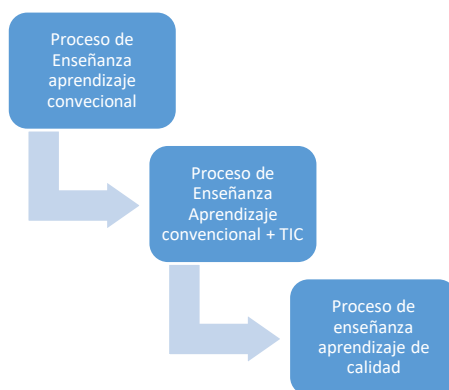 Proceso de
Enseñanza
aprendizaje
convecional
Proceso de
Enseñanza
Aprendizaje
convencional + TIC
Proceso de
enseñanza
aprendizaje de
calidad